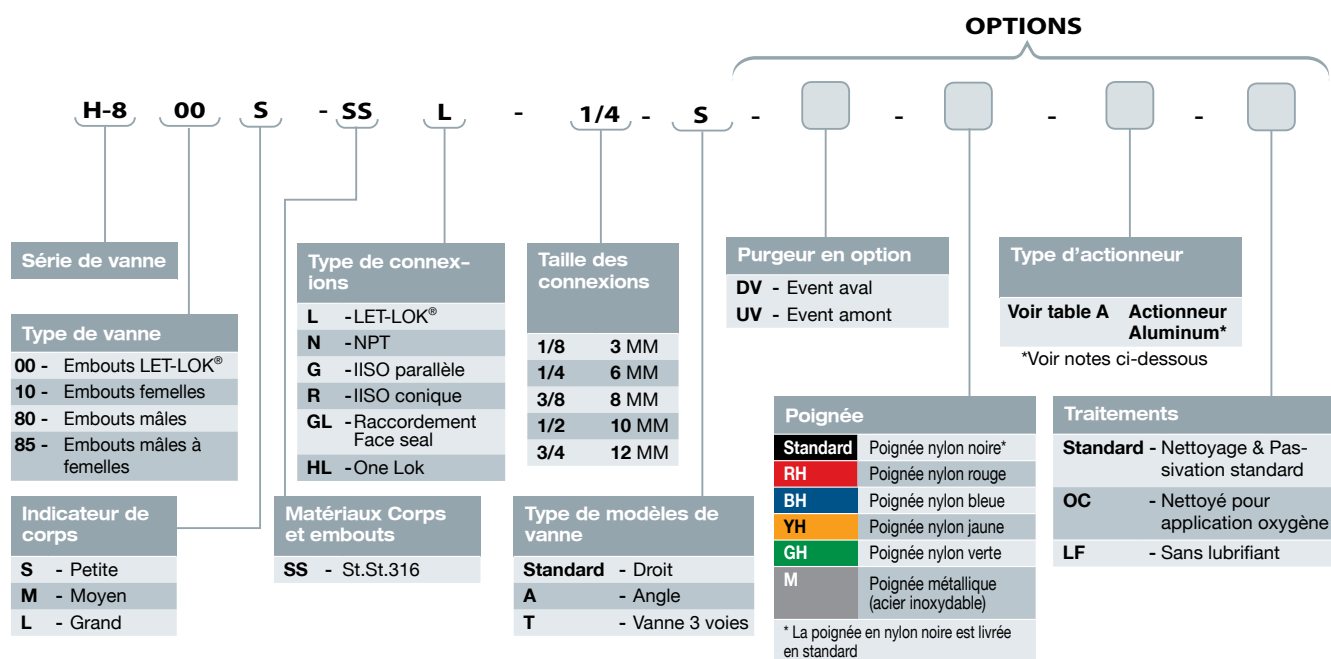 OPTIONS
H-8 00 S - SS L - 1/4 - S - - - -
Série de vanne
Type de vanne
00 - Embouts LET-LOK®
10 - Embouts femelles
80 - Embouts mâles
85 - Embouts mâles à
femelles
Indicateur de
corps
S - Petite
M - Moyen
L - Grand
Type de connex-
ions
L -LET-LOK®
N -NPT
G -IISO parallèle
R -IISO conique
GL -Raccordement
Face seal
HL -One Lok
Matériaux Corps
et embouts
SS - St.St.316
Taille des
connexions
1/8 3 MM
1/4 6 MM
3/8 8 MM
1/2 10 MM
3/4 12 MM
Type de modèles de
vanne
Standard - Droit
A - Angle
T - Vanne 3 voies
Purgeur en option
DV - Event aval
UV - Event amont
Poignée
Standard Poignée nylon noire*
RH Poignée nylon rouge
BH Poignée nylon bleue
YH Poignée nylon jaune
GH Poignée nylon verte
M Poignée métallique
(acier inoxydable)
* La poignée en nylon noire est livrée
en standard
Type d'actionneur
Voir table A Actionneur
Aluminum*
*Voir notes ci-dessous
Traitements
Standard - Nettoyage & Pas-
sivation standard
OC - Nettoyé pour
application oxygène
LF - Sans lubrifiant